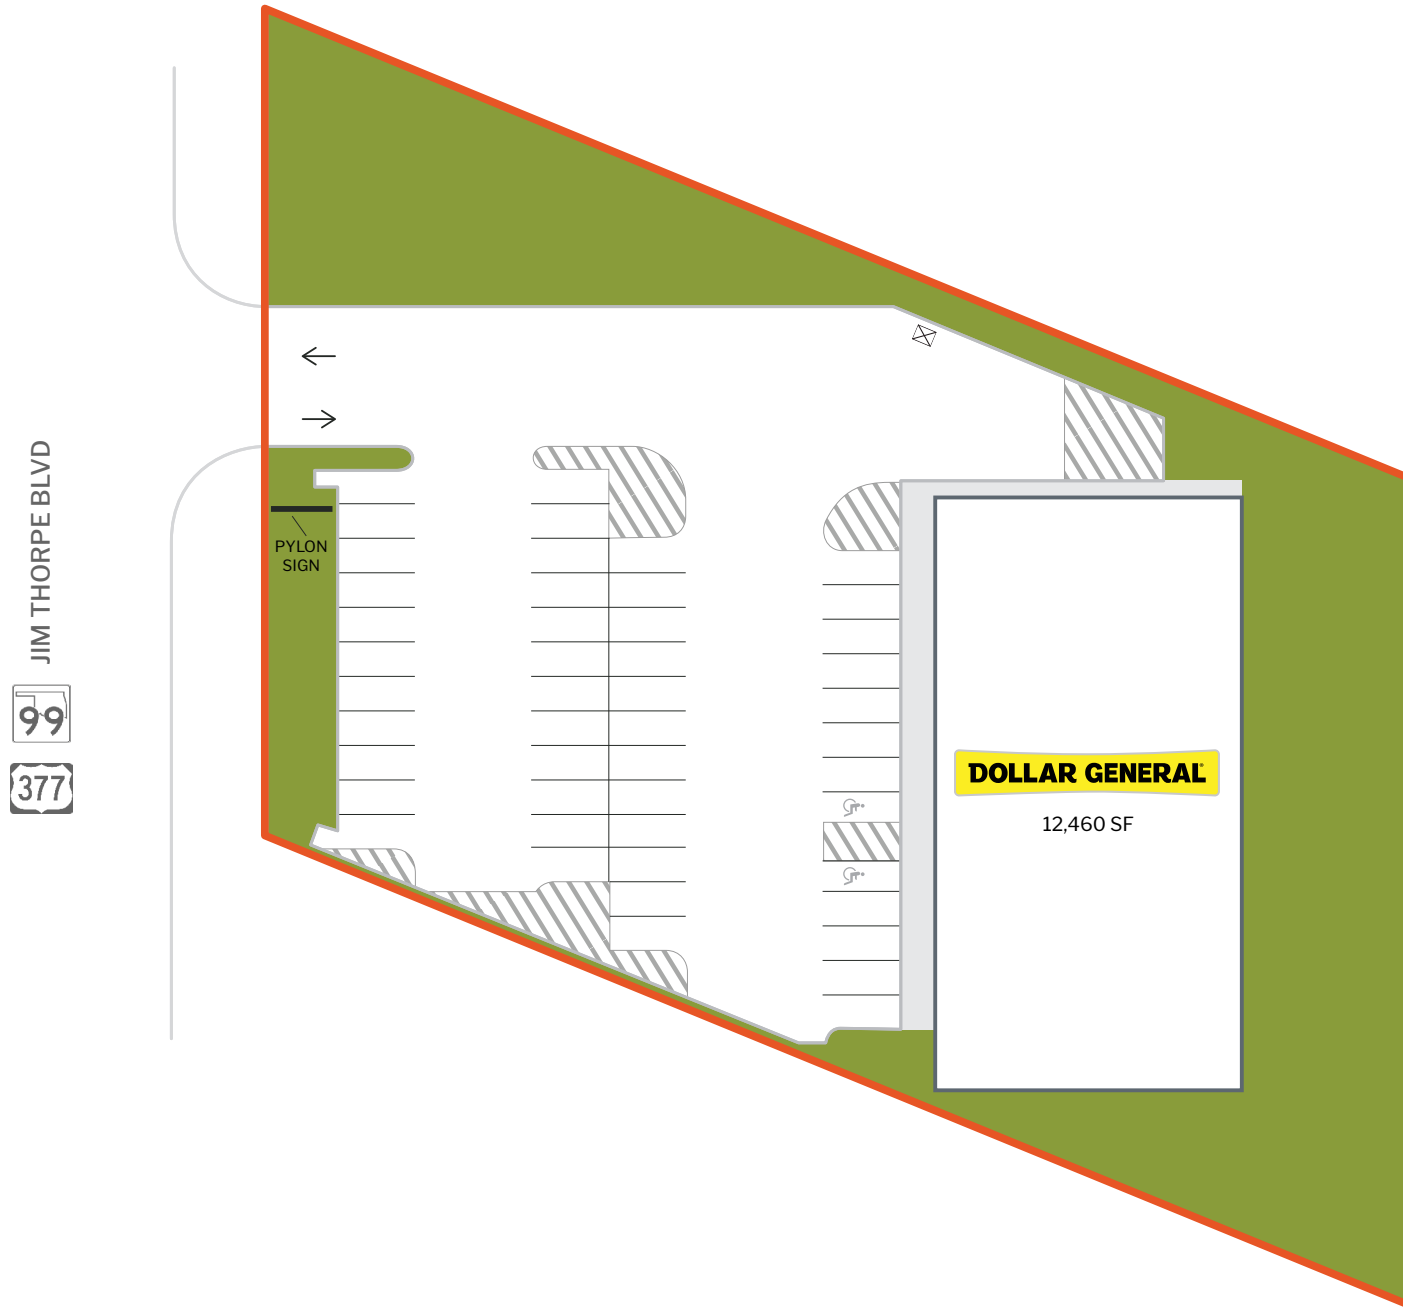 JIM THORPE BLVD
99
377
PYLON
SIGN
DOLLAR GENERAL
12,460 SF